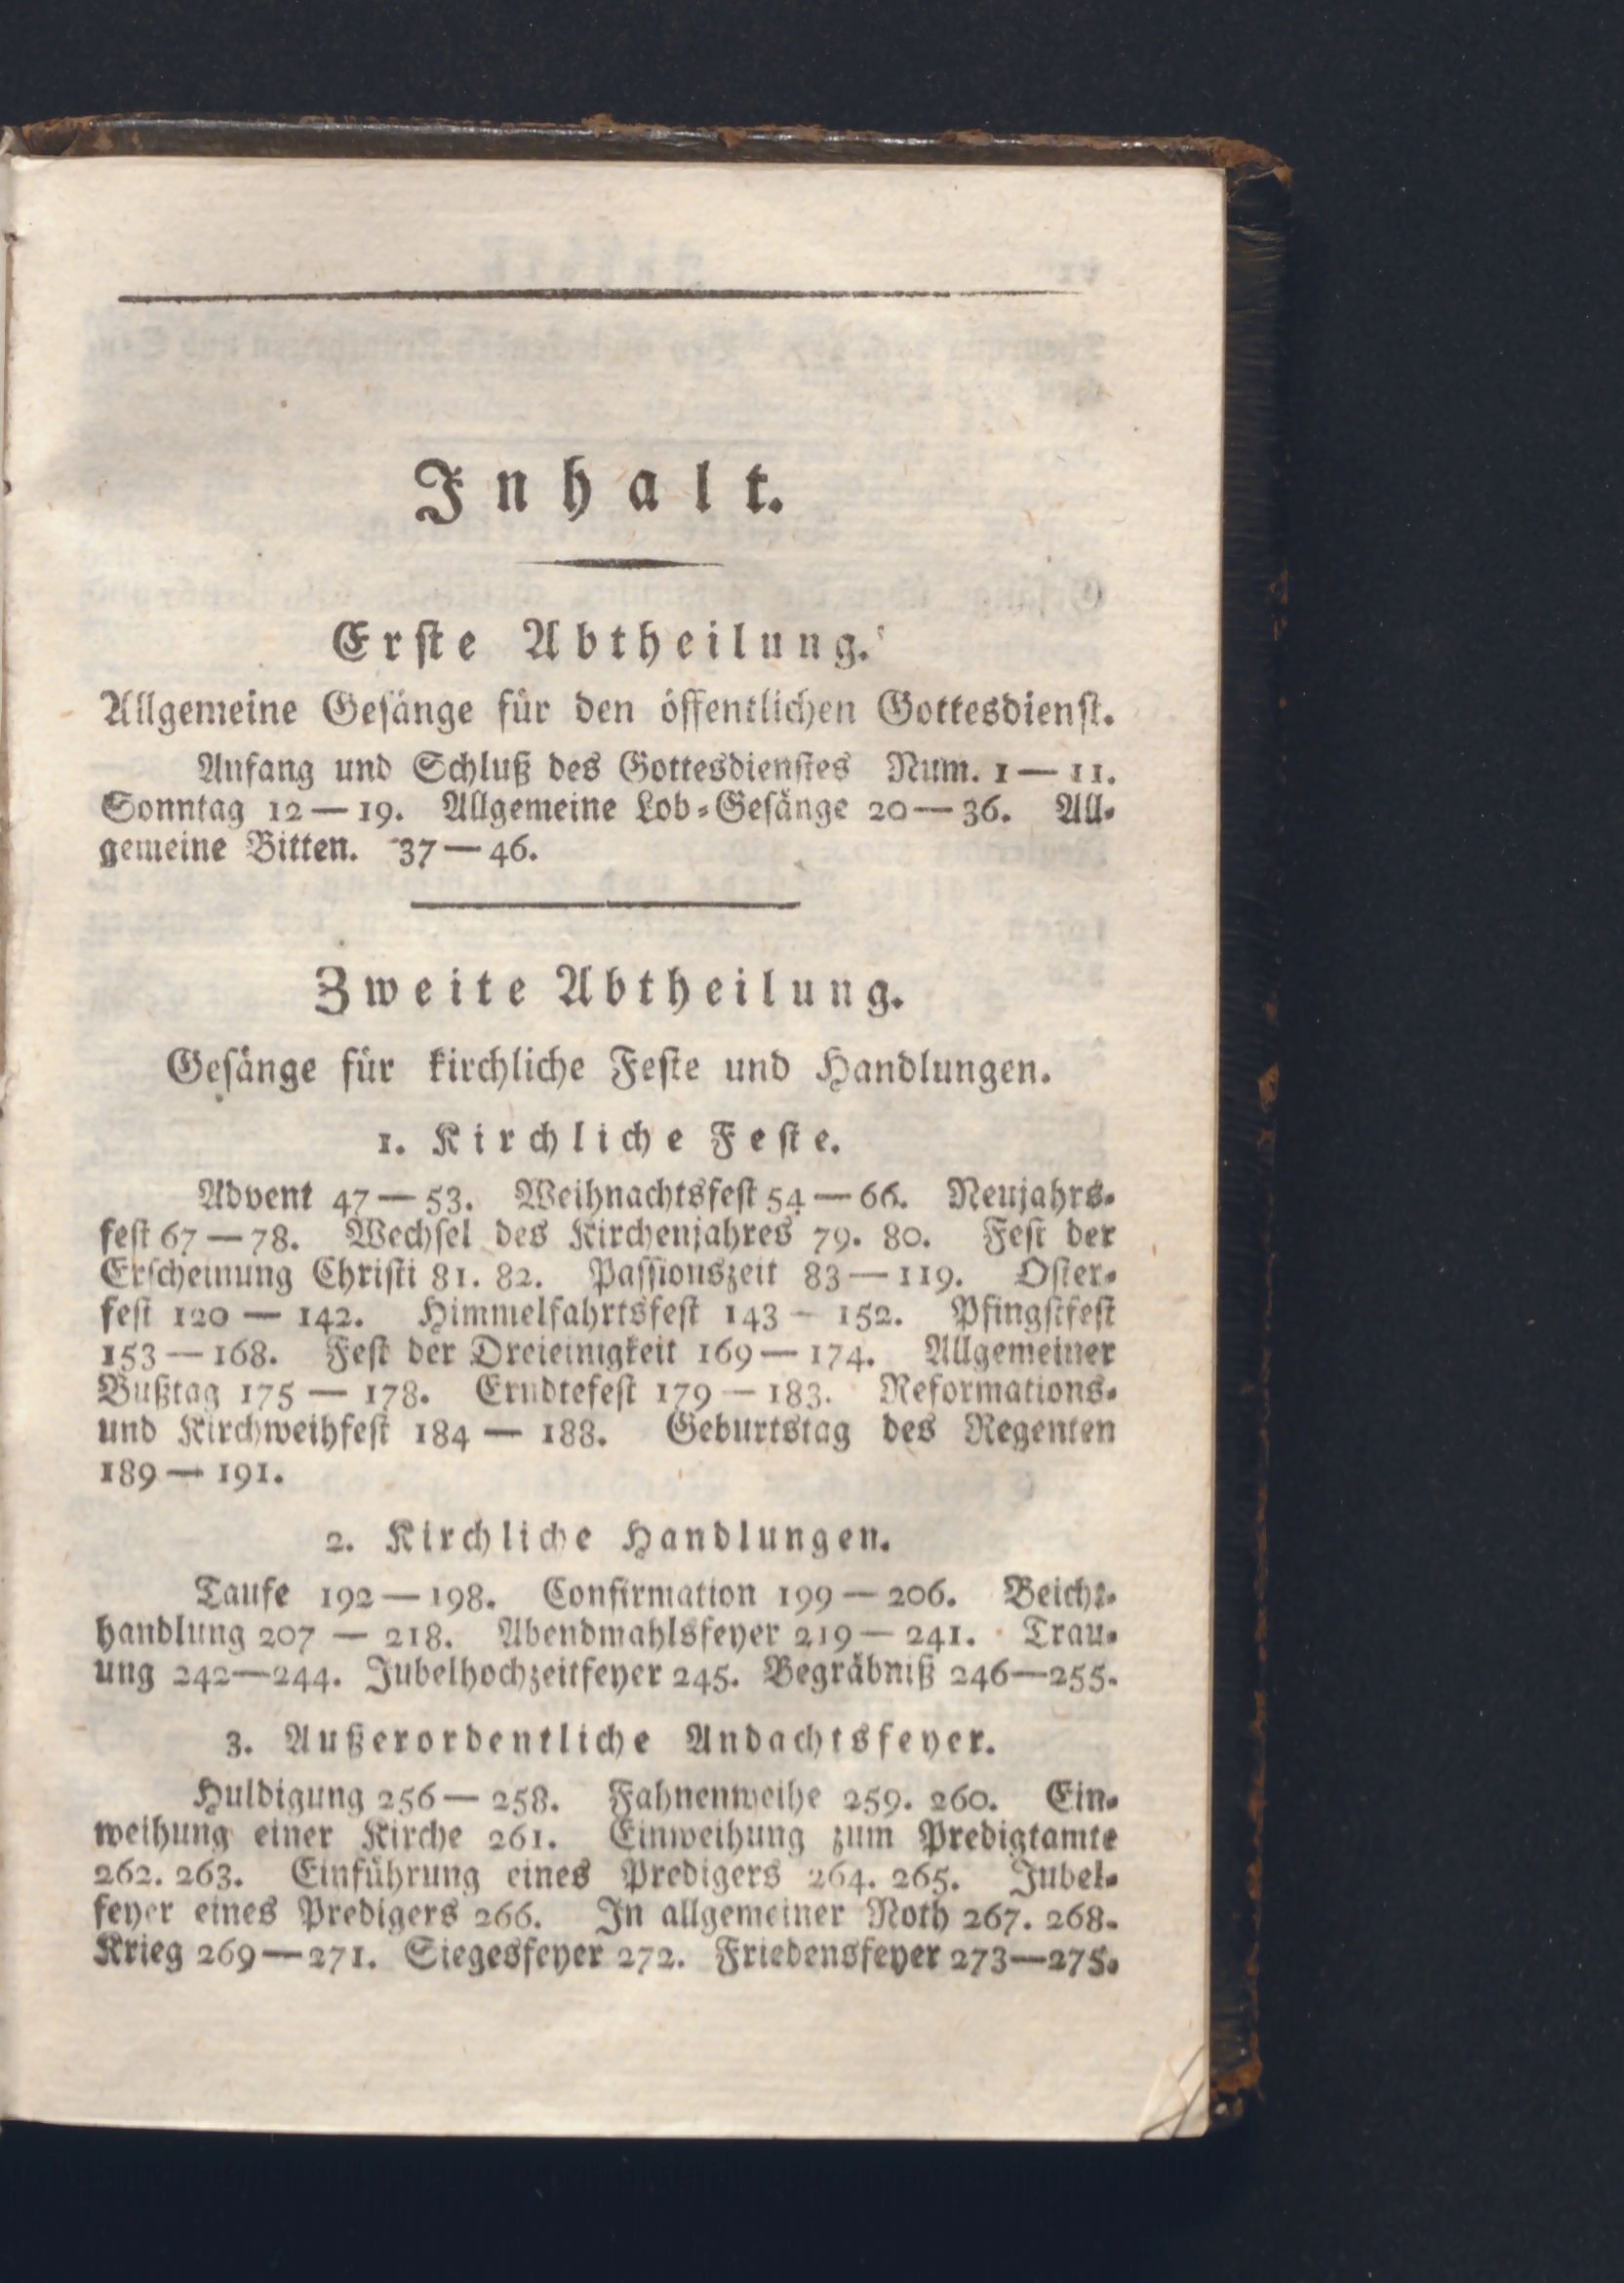 Inhalt.
Erste Abtheilung.
Allgemeine Gesänge für den öffentlichen Gottesdienst.
Anfang und Schluß des Gottesdienstes Num. 1 — 11.
Sonntag 12 — 19. Allgemeine Lob-Gesänge 20 — 36. All-
gemeine Bitten. 37 — 46.
Zweite Abtheilung.
Gesänge für kirchliche Feste und Handlungen.
1. Kirchliche Feste.
Advent 47 — 53. Weihnachtsfest 54 — 66. Neujahrs-
fest 67 — 78. Wechsel des Kirchenjahres 79. 80. Fest der
Erscheinung Christi 81. 82. Passionszeit 83 — 119. Oster-
fest 120 — 142. Himmelfahrtsfest 143 — 152. Pfingstfest
153 — 168. Fest der Dreieinigkeit 169 — 174. Allgemeiner
Bußtag 175 — 178. Erndtefest 179 — 183. Reformations-
und Kirchweihfest 184 — 188. Geburtstag des Regenten
189 — 191.
2. Kirchliche Handlungen.
Taufe 192 — 198. Confirmation 199 — 206. Beicht-
handlung 207 — 218. Abendmahlsfeyer 219 — 241. Trau-
ung 242—244. Jubelhochzeitfeyer 245. Begräbniß 246—255.
3. Außerordentliche Andachtsfeyer.
Huldigung 256 — 258. Fahnenweihe 259. 260. Ein-
weihung einer Kirche 261. Einweihung zum Predigtamte
262. 263. Einführung eines Predigers 264. 265. Jubel-
feyer eines Predigers 266. In allgemeiner Noth 267. 268.
Krieg 269—271. Siegesfeyer 272. Friedensfeyer 273—275.